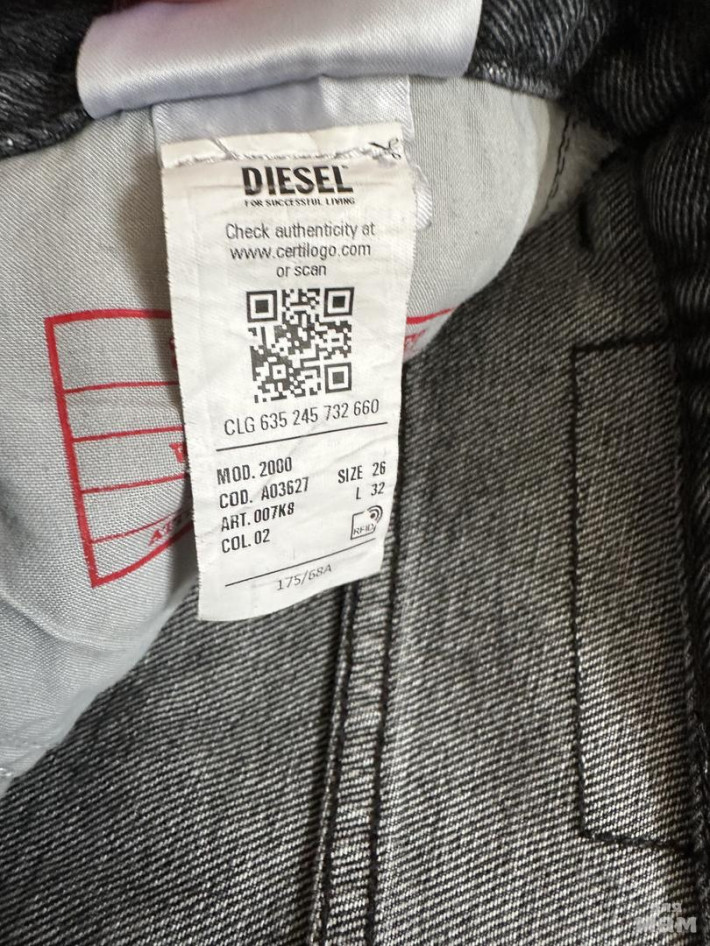 DIESEL
FOR SUCCESSFUL LIVING
Check authenticity at
www.certilogo.com
or scan
CLG 635 245 732 660
MOD. 2000
SIZE 26
COD. A03627
L 32
ART. 007K8
COL. 02
RFID
175/68A